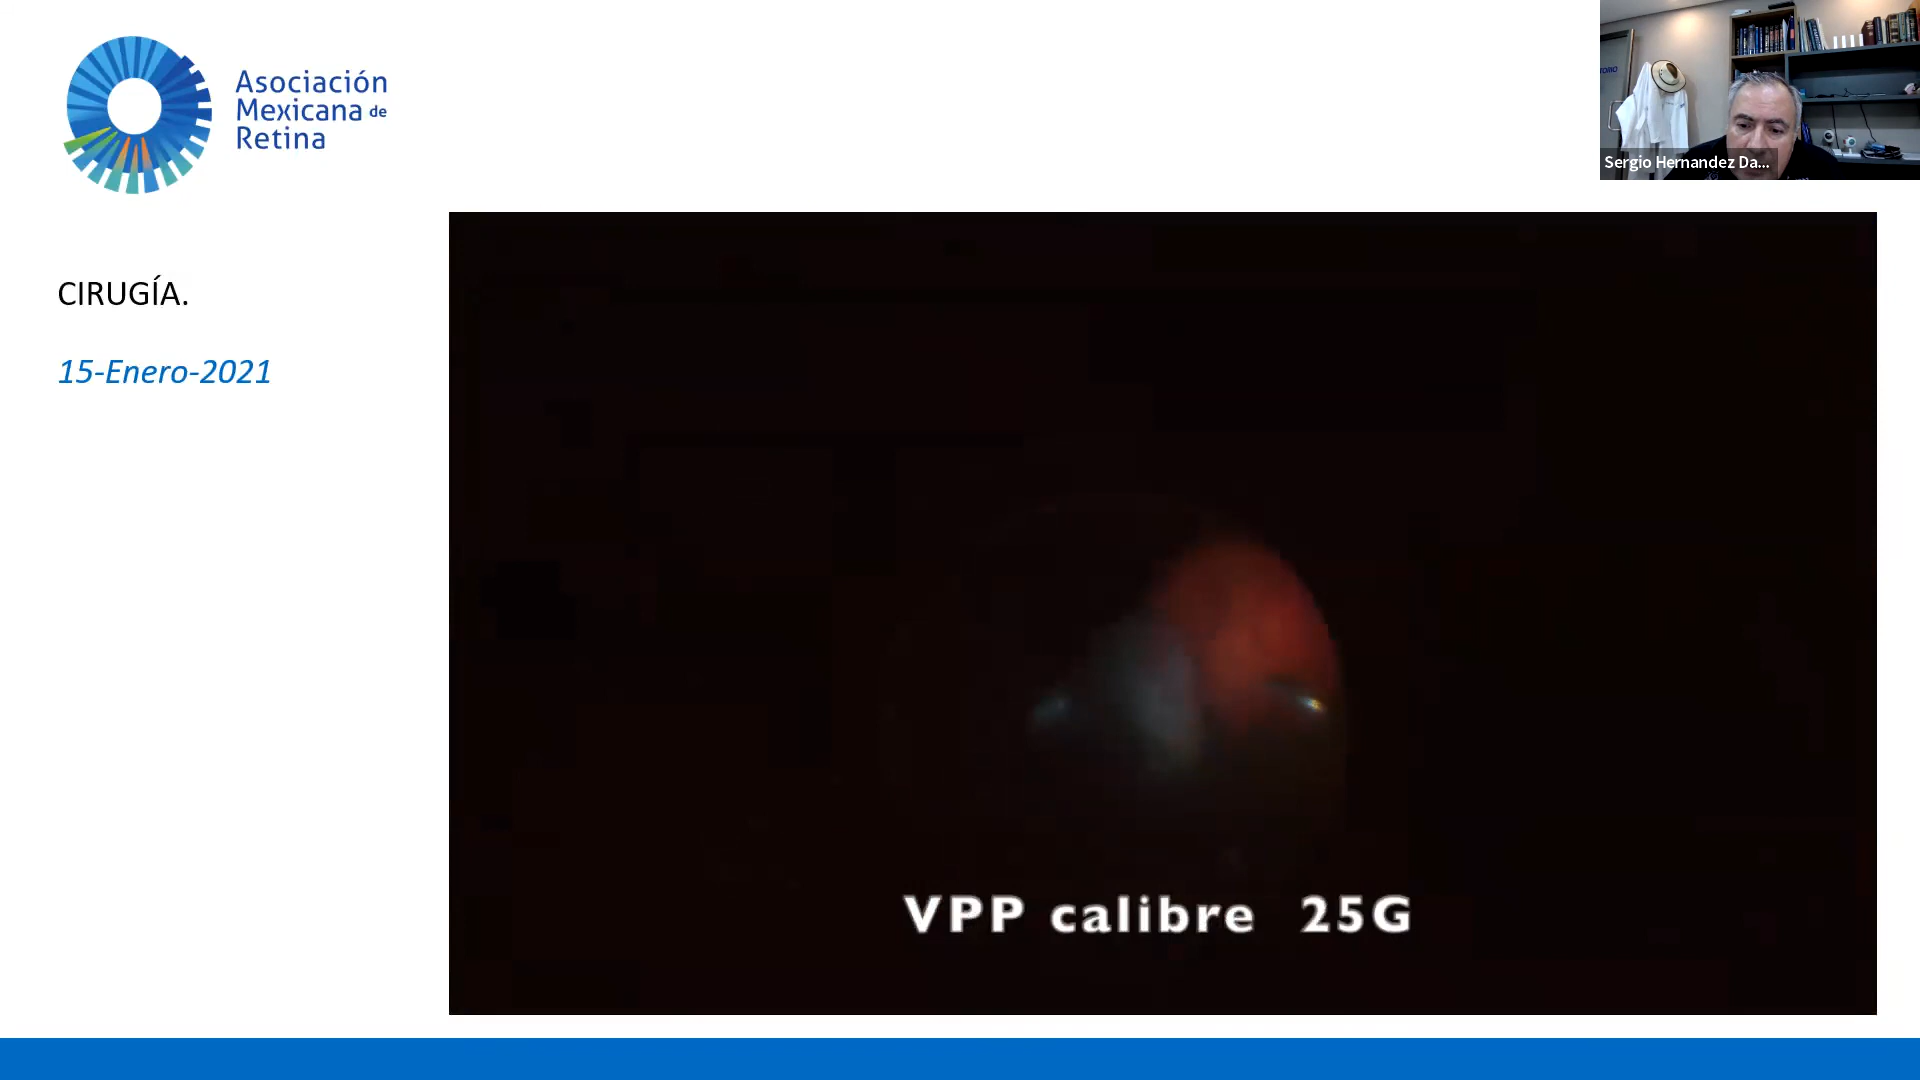 Asociación
Mexicana de
Retina
Sergio Hernandez Da...
CIRUGÍA.
15-Enero-2021
VPP calibre 25G